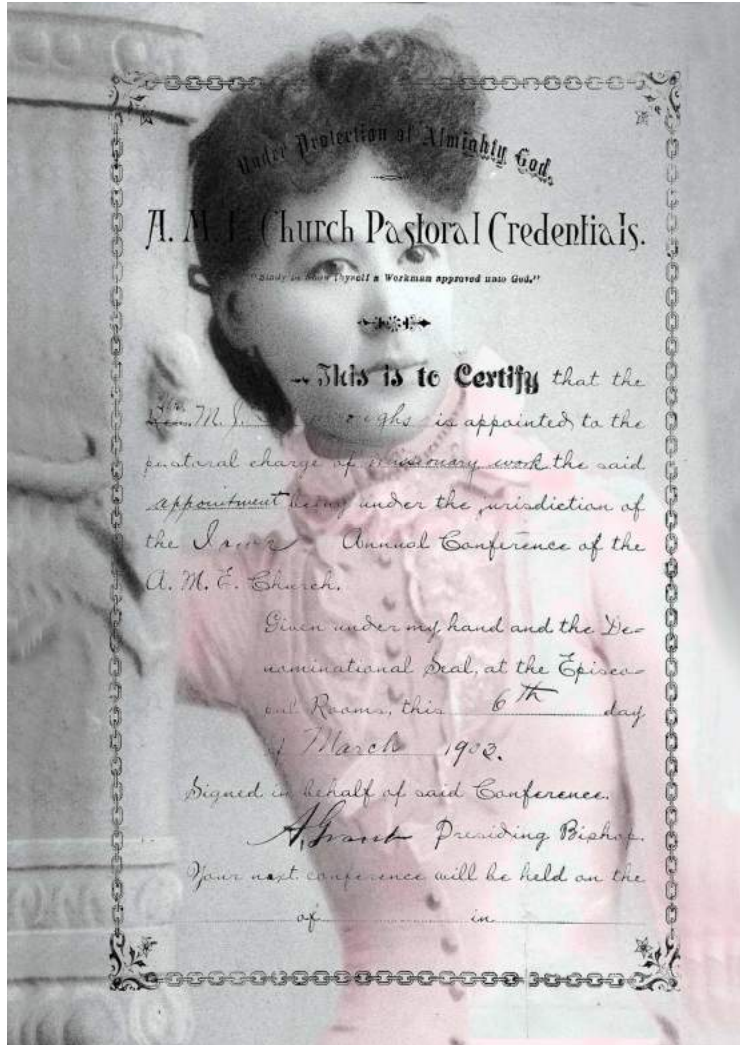 Under Protection of Almighty God.
A. M. E. Church Pastoral Credentials.
"Study to Show Thyself a Workman approved unto God."
This is to Certify that the
M. J. is appointed to the
pastoral charge of missionary work the said
appointment being under the jurisdiction of
the Iowa Annual Conference of the
A. M. E. Church.
Given under my hand and the De-
nominational Seal, at the Episco-
pal Rooms, this 6th day
of March 1903.
Signed in behalf of said Conference.
A. Grant Presiding Bishop.
Your next conference will be held on the
of in